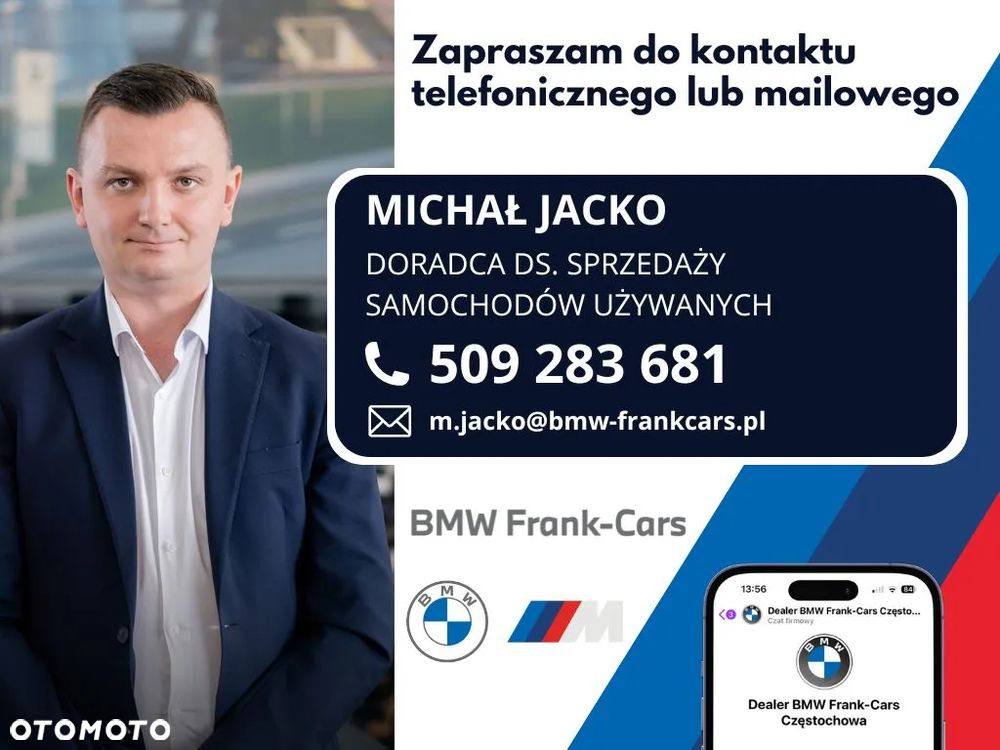 Zapraszam do kontaktu
telefonicznego lub mailowego
MICHAŁ JACKO
DORADCA DS. SPRZEDAŻY
SAMOCHODÓW UŻYWANYCH
509 283 681
m.jacko@bmw-frankcars.pl
BMW Frank-Cars
BMW
M
13:56
84
3
Dealer BMW Frank-Cars Często...
Czat firmowy
BMW
Dealer BMW Frank-Cars
Częstochowa
OTOMOTO